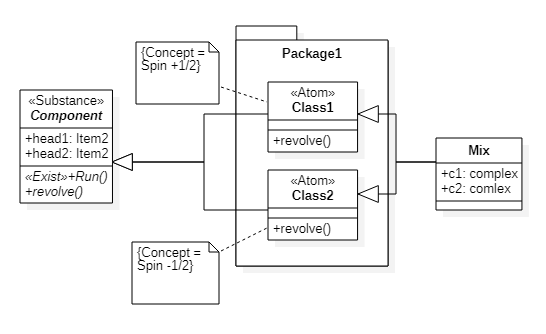 {Concept =
Spin +1/2}
Package1
«Substance»
Component
+head1: Item2
+head2: Item2
«Exist»+Run()
+revolve()
«Atom»
Class1
+revolve()
«Atom»
Class2
+revolve()
Mix
+c1: complex
+c2: comlex
{Concept =
Spin -1/2}